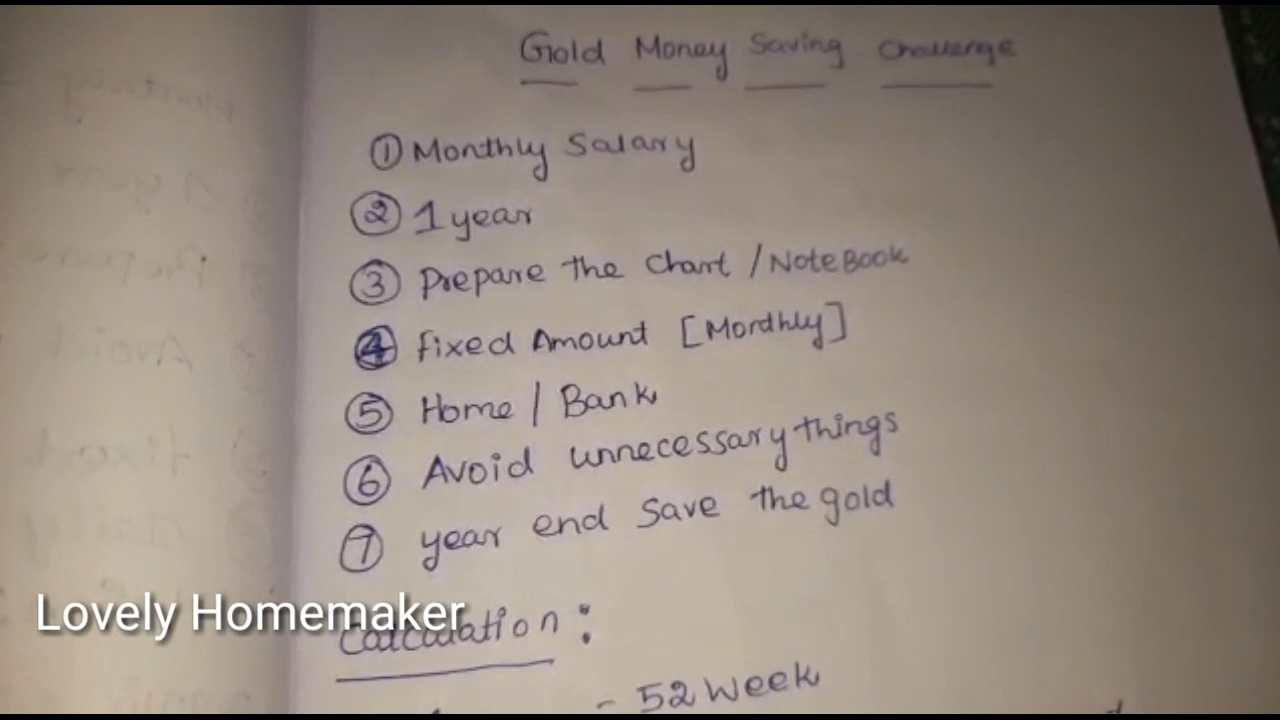 Gold Money Saving Challenge
① Monthly Salary
② 1 year
③ Prepare the Chart / NoteBook
④ fixed Amount [Monthly]
⑤ Home / Bank
⑥ Avoid unnecessary things
⑦ year end Save the gold
Lovely Homemaker
Calculation :
- 52 Week